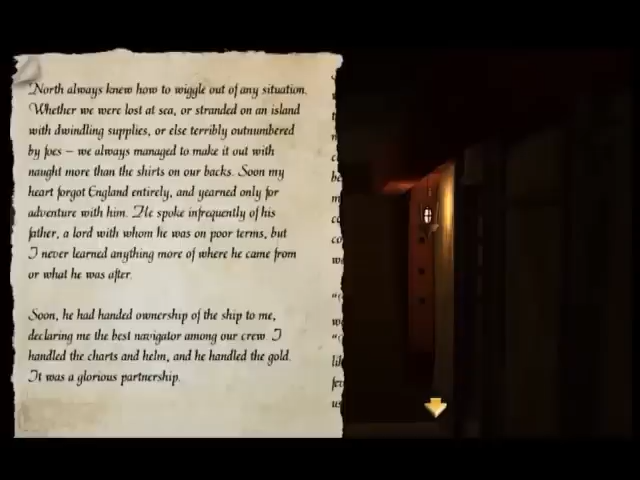 North always knew how to wiggle out of any situation.
Whether we were lost at sea, or stranded on an island
with dwindling supplies, or else terribly outnumbered
by foes – we always managed to make it out with
naught more than the shirts on our backs. Soon my
heart forgot England entirely, and yearned only for
adventure with him. He spoke infrequently of his
father, a lord with whom he was on poor terms, but
I never learned anything more of where he came from
or what he was after.
Soon, he had handed ownership of the ship to me,
declaring me the best navigator among our crew. I
handled the charts and helm, and he handled the gold.
It was a glorious partnership.